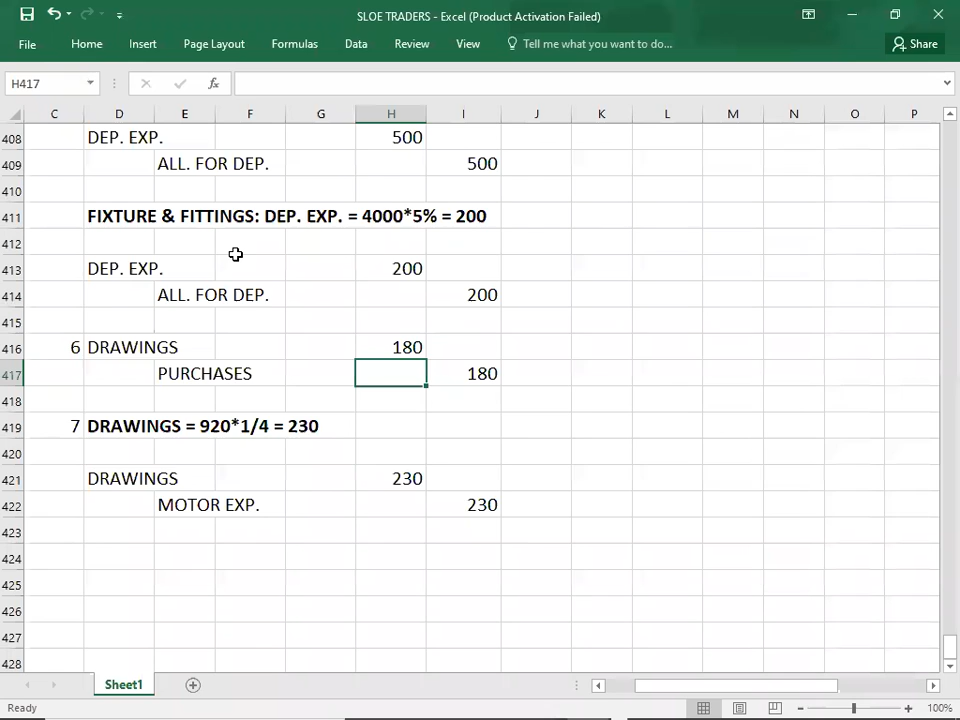 SLOE TRADERS - Excel (Product Activation Failed)
File Home Insert Page Layout Formulas Data Review View Tell me what you want to do... Share
H417 fx
C D E F G H I J K L M N O P
408 DEP. EXP. 500
409 ALL. FOR DEP. 500
410
411 FIXTURE & FITTINGS: DEP. EXP. = 4000*5% = 200
412
413 DEP. EXP. 200
414 ALL. FOR DEP. 200
415
416 6 DRAWINGS 180
417 PURCHASES 180
418
419 7 DRAWINGS = 920*1/4 = 230
420
421 DRAWINGS 230
422 MOTOR EXP. 230
423
424
425
426
427
428
Sheet1
Ready 100%